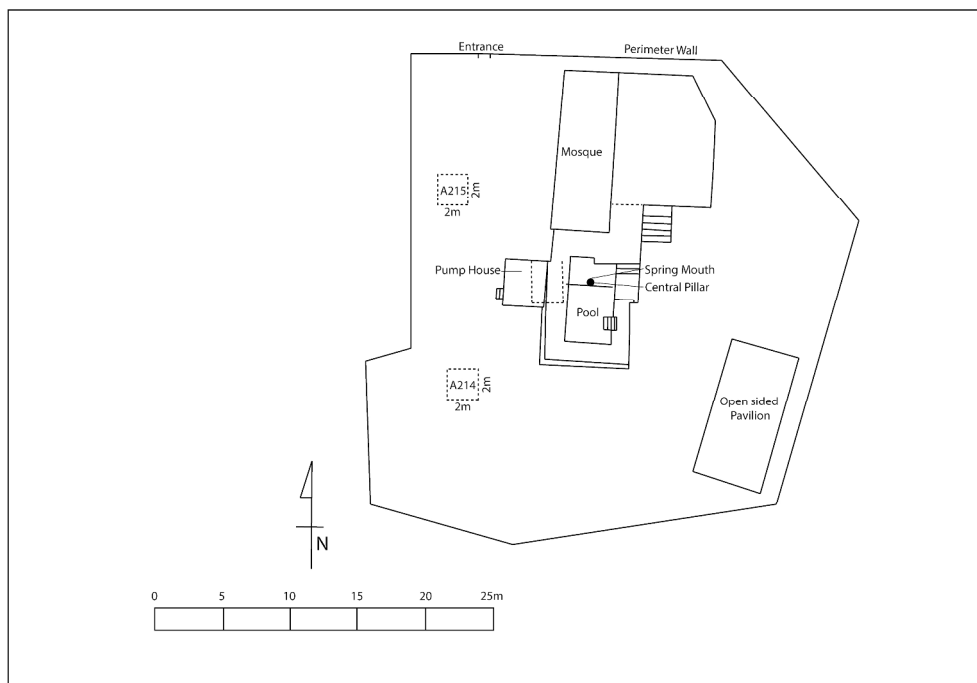 Entrance
Perimeter Wall
Mosque
A215
2m
2m
Pump House
Spring Mouth
Central Pillar
Pool
A214
2m
2m
Open sided
Pavilion
N
0 5 10 15 20 25m